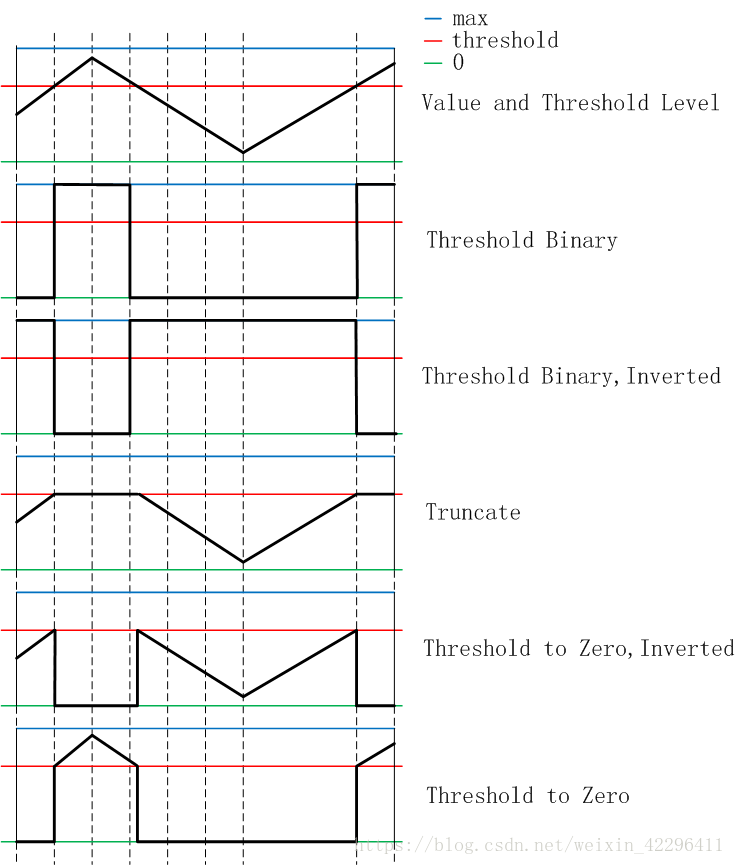 max
threshold
0
Value and Threshold Level
Threshold Binary
Threshold Binary,Inverted
Truncate
Threshold to Zero,Inverted
Threshold to Zero
https://blog.csdn.net/weixin_42296411